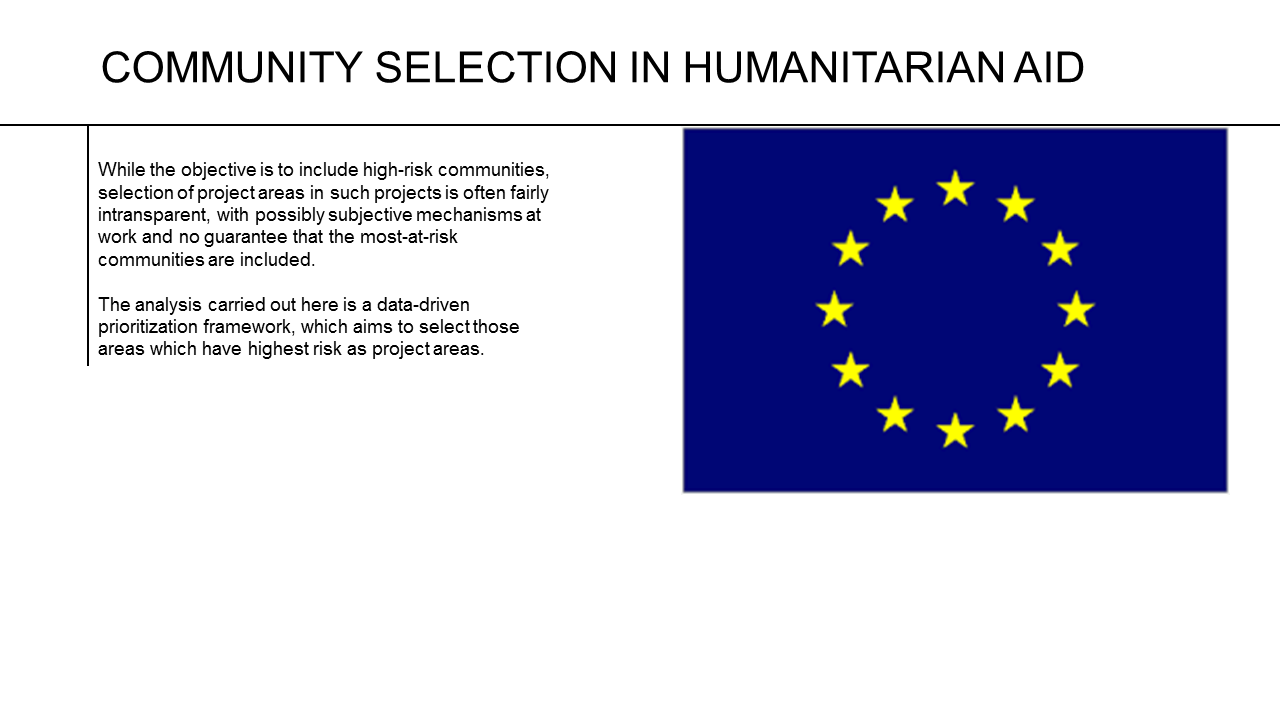 COMMUNITY SELECTION IN HUMANITARIAN AID
While the objective is to include high-risk communities,
selection of project areas in such projects is often fairly
intransparent, with possibly subjective mechanisms at
work and no guarantee that the most-at-risk
communities are included.
The analysis carried out here is a data-driven
prioritization framework, which aims to select those
areas which have highest risk as project areas.